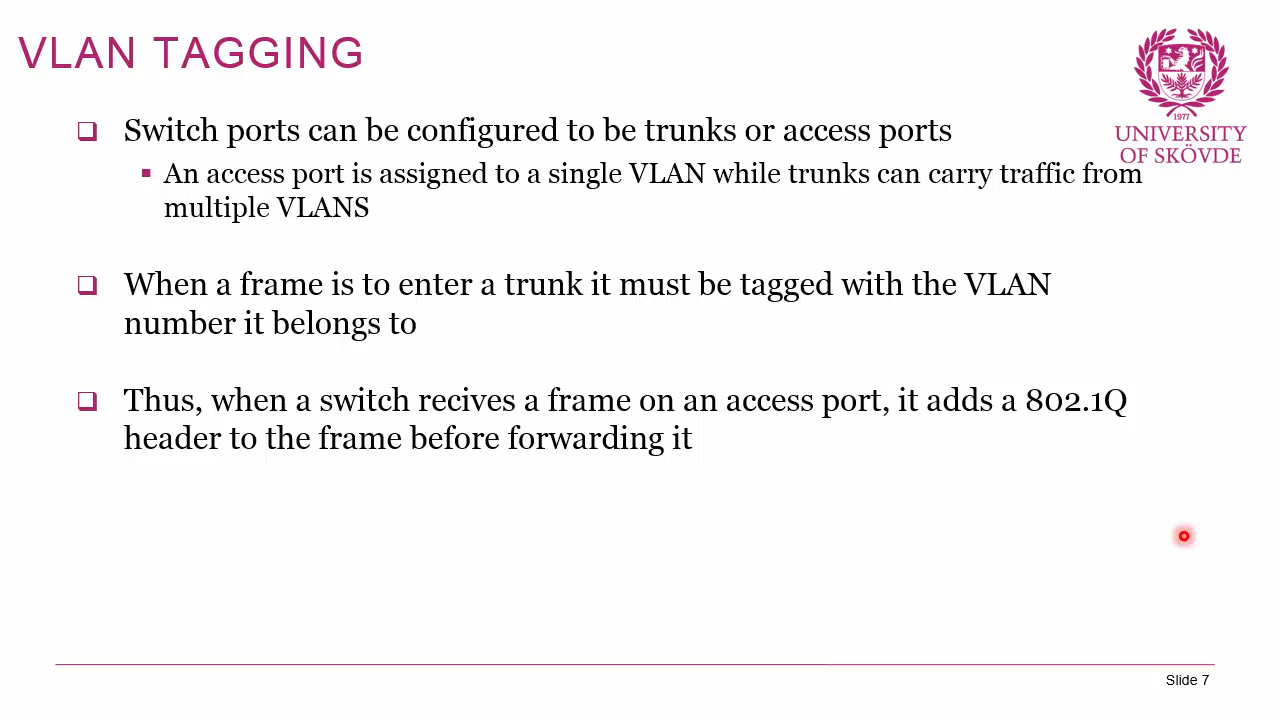 VLAN TAGGING
1977
UNIVERSITY
OF SKÖVDE
Switch ports can be configured to be trunks or access ports
An access port is assigned to a single VLAN while trunks can carry traffic from
multiple VLANS
When a frame is to enter a trunk it must be tagged with the VLAN
number it belongs to
Thus, when a switch recives a frame on an access port, it adds a 802.1Q
header to the frame before forwarding it
Slide 7